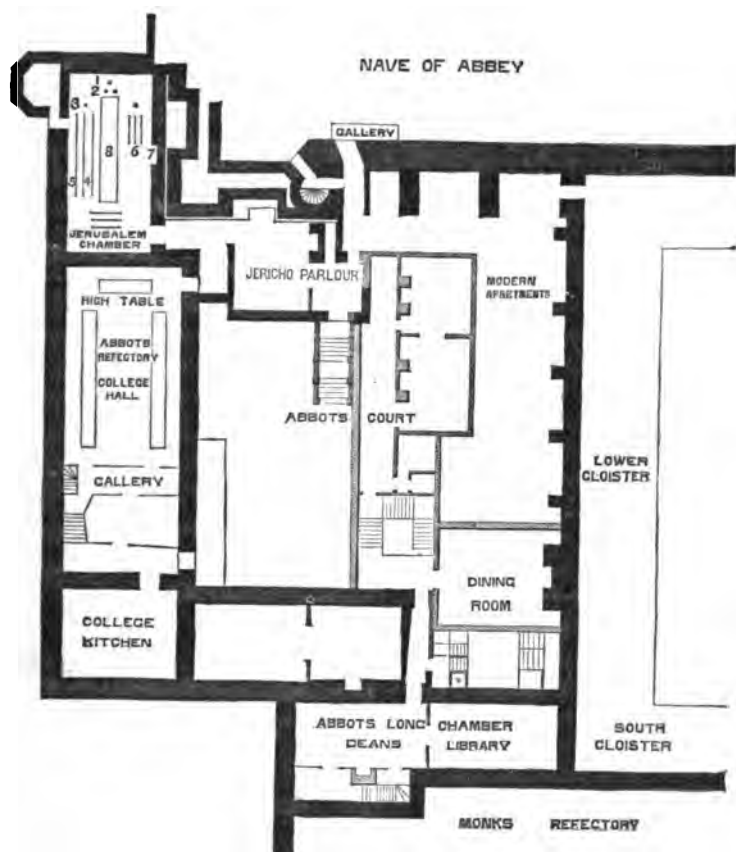 NAVE OF ABBEY
GALLERY
1
2
3
8
6
7
5
4
JERUSALEM
CHAMBER
JERICHO PARLOUR
MODERN
APARTMENTS
HIGH TABLE
ABBOTS
REFECTORY
COLLEGE
HALL
ABBOTS COURT
GALLERY
LOWER
CLOISTER
DINING
ROOM
COLLEGE
KITCHEN
ABBOTS LONG CHAMBER
DEANS LIBRARY
SOUTH
CLOISTER
MONKS REFECTORY